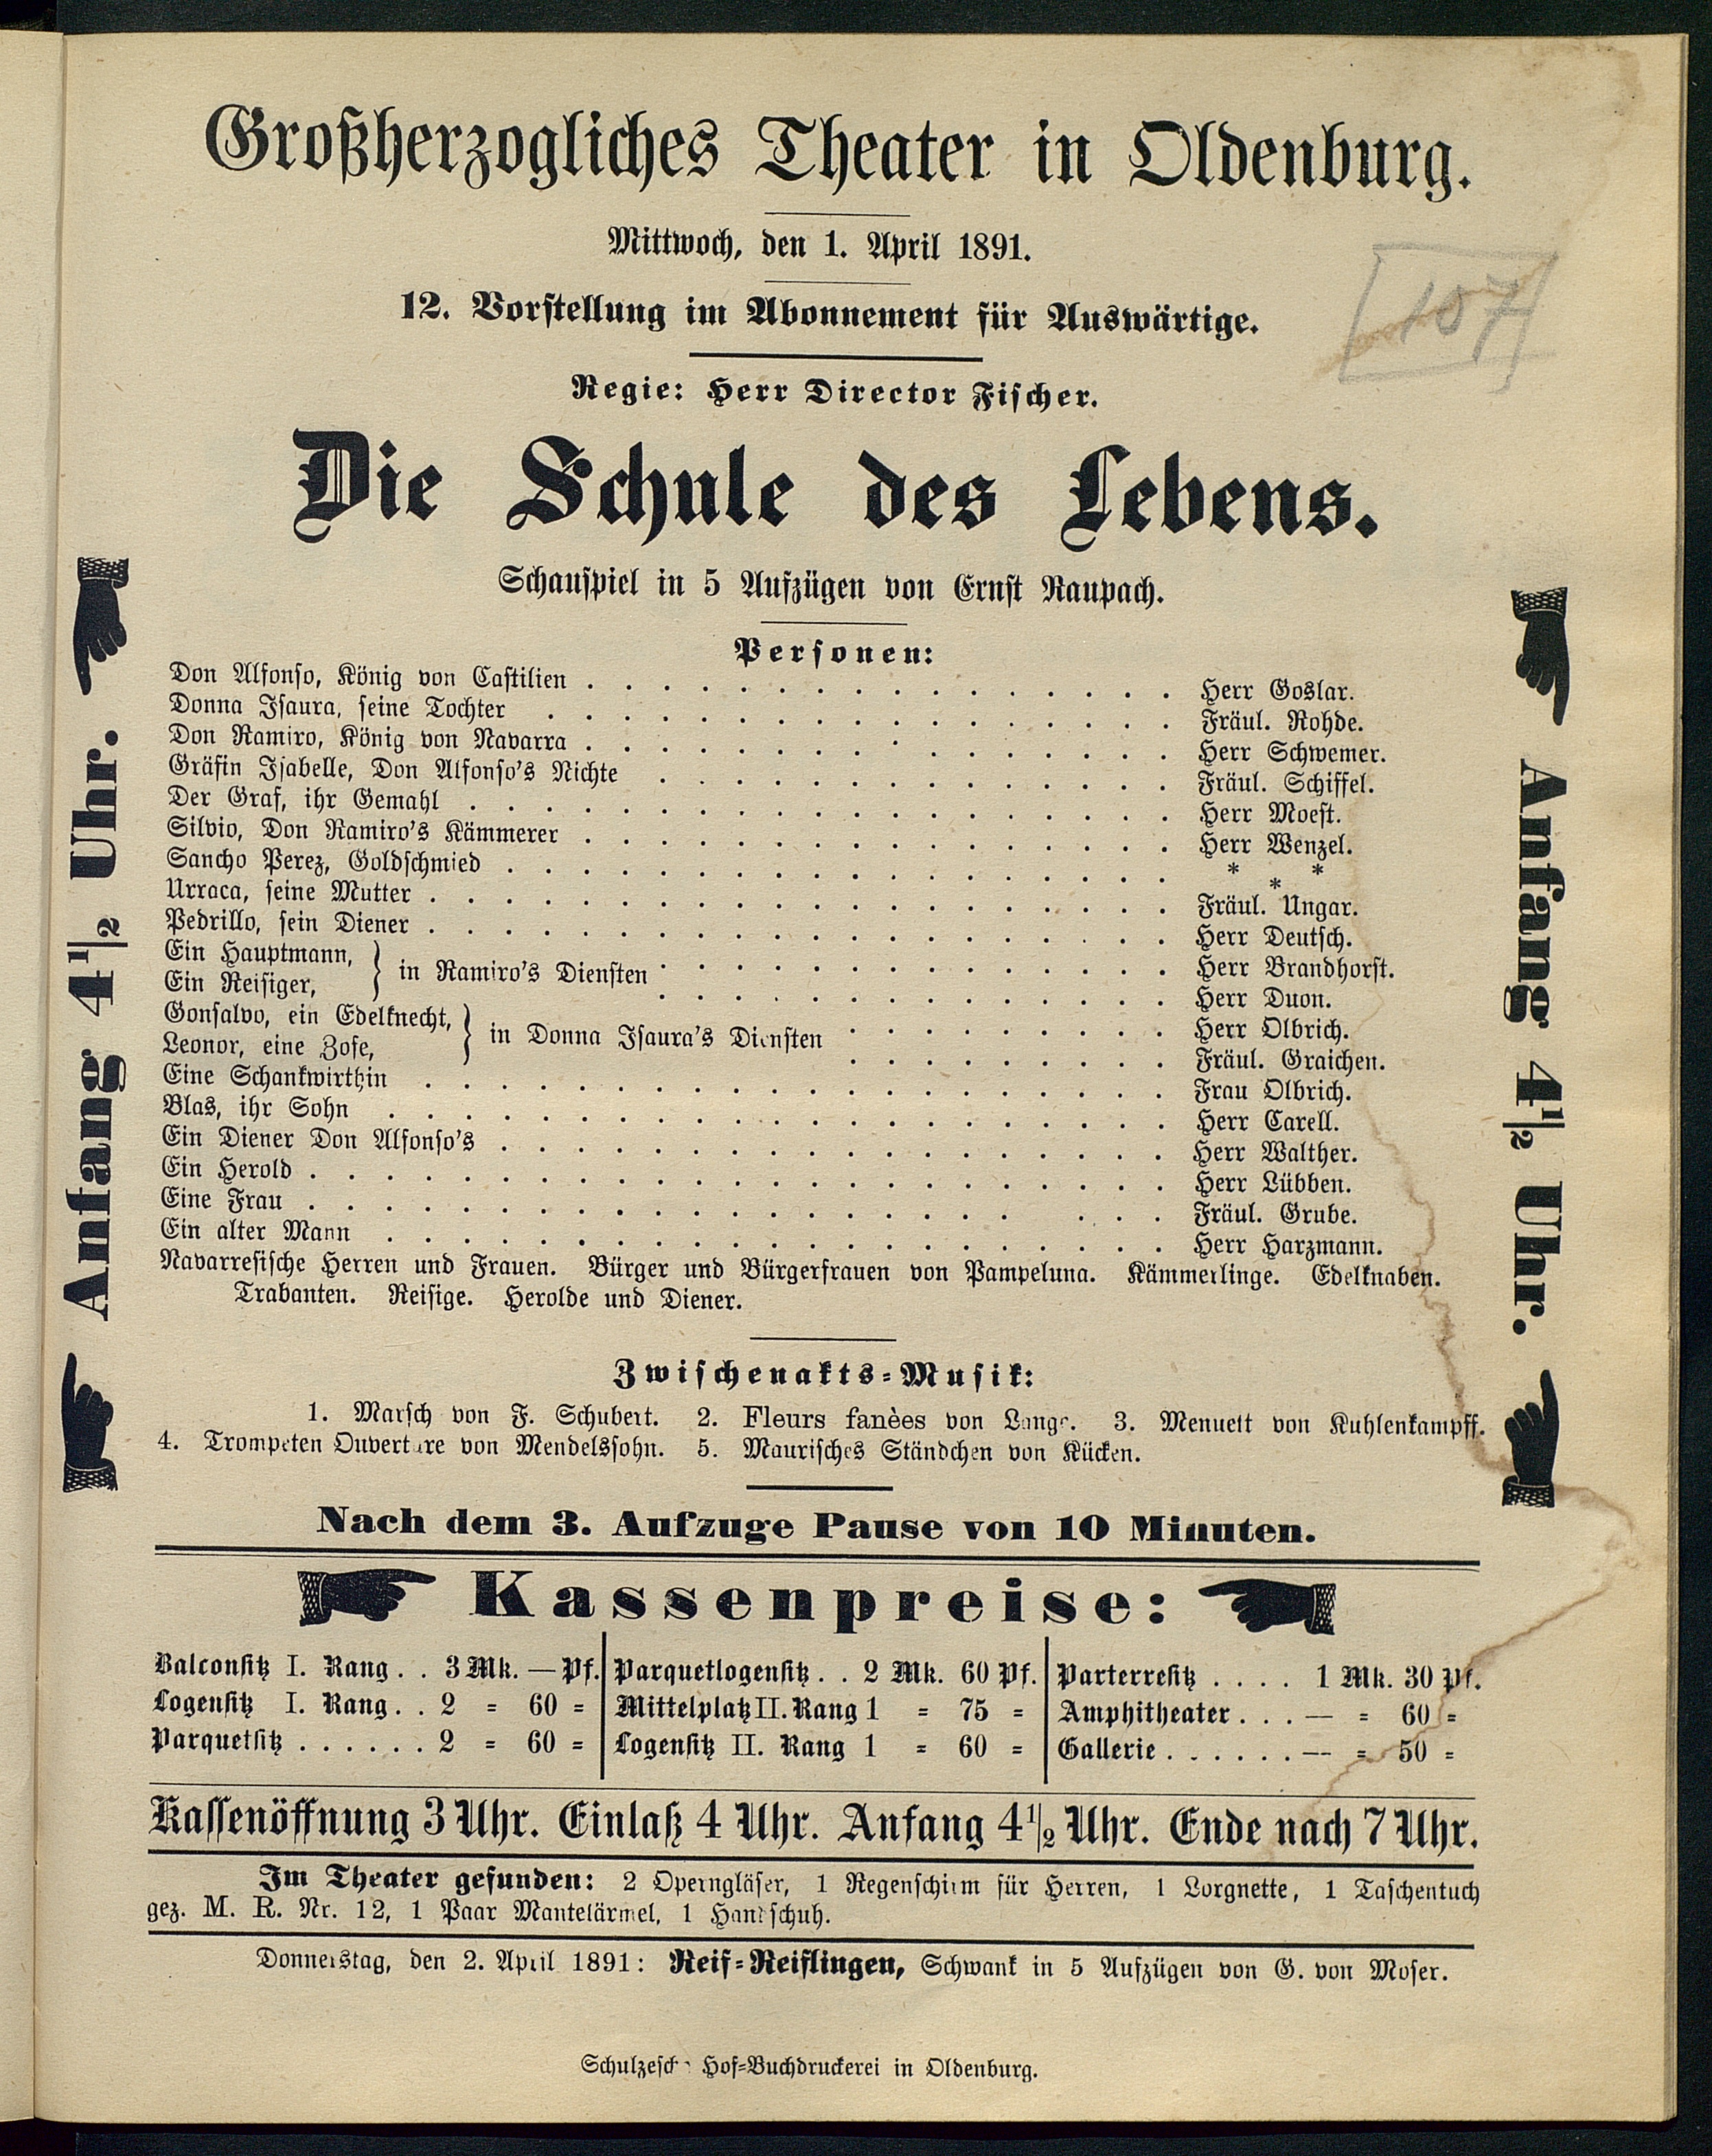 Großherzogliches Theater in Oldenburg.
Mittwoch, den 1. April 1891.
107
12. Vorstellung im Abonnement für Auswärtige.
Regie: Herr Director Fischer.
Die Schule des Lebens.
Schauspiel in 5 Aufzügen von Ernst Raupach.
Anfang 4½ Uhr.
Anfang 4½ Uhr.
Personen:
Don Alfonso, König von Castilien . . . . . . . . . . . . . . . . Herr Goslar.
Donna Isaura, seine Tochter . . . . . . . . . . . . . . . . . Fräul. Rohde.
Don Ramiro, König von Navarra . . . . . . . . . . . . . . . . Herr Schwemer.
Gräfin Isabelle, Don Alfonso's Nichte . . . . . . . . . . . . . . Fräul. Schiffel.
Der Graf, ihr Gemahl . . . . . . . . . . . . . . . . . . . Herr Moest.
Silvio, Don Ramiro's Kämmerer . . . . . . . . . . . . . . . . Herr Wenzel.
Sancho Perez, Goldschmied . . . . . . . . . . . . . . . . . . * * *
Urraca, seine Mutter . . . . . . . . . . . . . . . . . . . . Fräul. Ungar.
Pedrillo, sein Diener . . . . . . . . . . . . . . . . . . . . Herr Deutsch.
Ein Hauptmann, } in Ramiro's Diensten . . . . . . . . . . . . . . Herr Brandhorst.
Ein Reisiger, . . . . . . . . . . . . . . Herr Duon.
Gonsalvo, ein Edelknecht, } in Donna Isaura's Diensten . . . . . . . . . Herr Olbrich.
Leonor, eine Zofe, . . . . . . . . . Fräul. Graichen.
Eine Schankwirthin . . . . . . . . . . . . . . . . . . . . Frau Olbrich.
Blas, ihr Sohn . . . . . . . . . . . . . . . . . . . . . Herr Carell.
Ein Diener Don Alfonso's . . . . . . . . . . . . . . . . . . Herr Walther.
Ein Herold . . . . . . . . . . . . . . . . . . . . . . . Herr Lübben.
Eine Frau . . . . . . . . . . . . . . . . . . . . . . Fräul. Grube.
Ein alter Mann . . . . . . . . . . . . . . . . . . . . . Herr Harzmann.
Navarresische Herren und Frauen. Bürger und Bürgerfrauen von Pampeluna. Kämmerlinge. Edelknaben.
Trabanten. Reisige. Herolde und Diener.
Zwischenakts-Musik:
1. Marsch von F. Schubert. 2. Fleurs fanèes von Lange. 3. Menuett von Kuhlenkampff.
4. Trompeten Ouverture von Mendelssohn. 5. Maurisches Ständchen von Kücken.
Nach dem 3. Aufzuge Pause von 10 Minuten.
Kassenpreise:
Balconsitz I. Rang . . 3 Mk. — Pf. Parquetlogensitz . . 2 Mk. 60 Pf. Parterresitz . . . . 1 Mk. 30 Pf.
Logensitz I. Rang . . 2 = 60 = Mittelplatz II. Rang 1 = 75 = Amphitheater . . . — = 60 =
Parquetsitz . . . . . . 2 = 60 = Logensitz II. Rang 1 = 60 = Gallerie . . . . . . — = 50 =
Kassenöffnung 3 Uhr. Einlaß 4 Uhr. Anfang 4½ Uhr. Ende nach 7 Uhr.
Im Theater gefunden: 2 Operngläser, 1 Regenschirm für Herren, 1 Lorgnette, 1 Taschentuch
gez. M. R. Nr. 12, 1 Paar Mantelärmel, 1 Handschuh.
Donnerstag, den 2. April 1891: Reif-Reiflingen, Schwank in 5 Aufzügen von G. von Moser.
Hof-Buchdruckerei in Oldenburg.